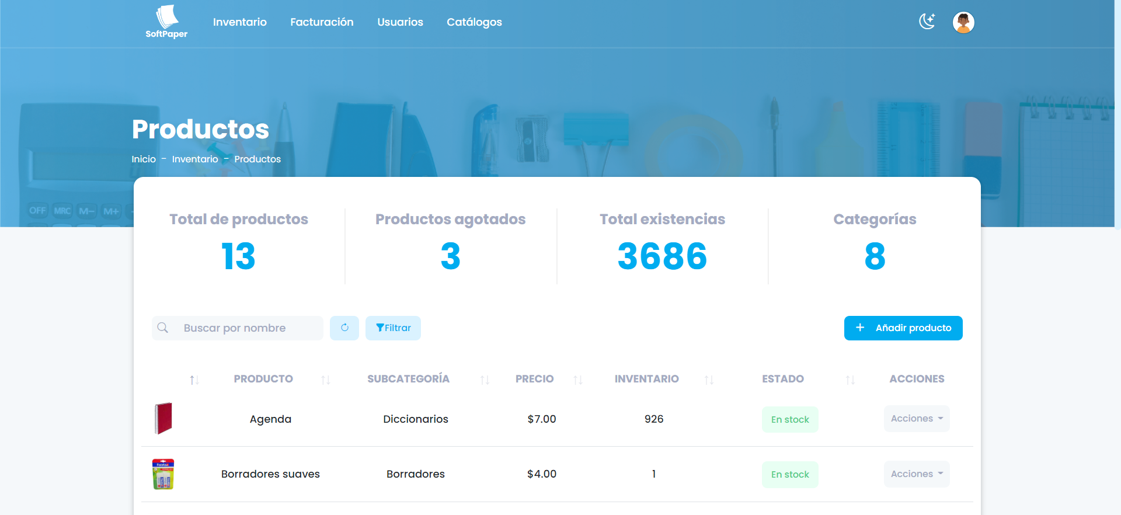 SoftPaper
Inventario Facturación Usuarios Catálogos
Productos
Inicio - Inventario - Productos
OFF MRC M− M+
Total de productos Productos agotados Total existencias Categorías
13 3 3686 8
Buscar por nombre Filtrar + Añadir producto
PRODUCTO SUBCATEGORÍA PRECIO INVENTARIO ESTADO ACCIONES
Agenda Diccionarios $7.00 926 En stock Acciones
Borradores suaves Borradores $4.00 1 En stock Acciones